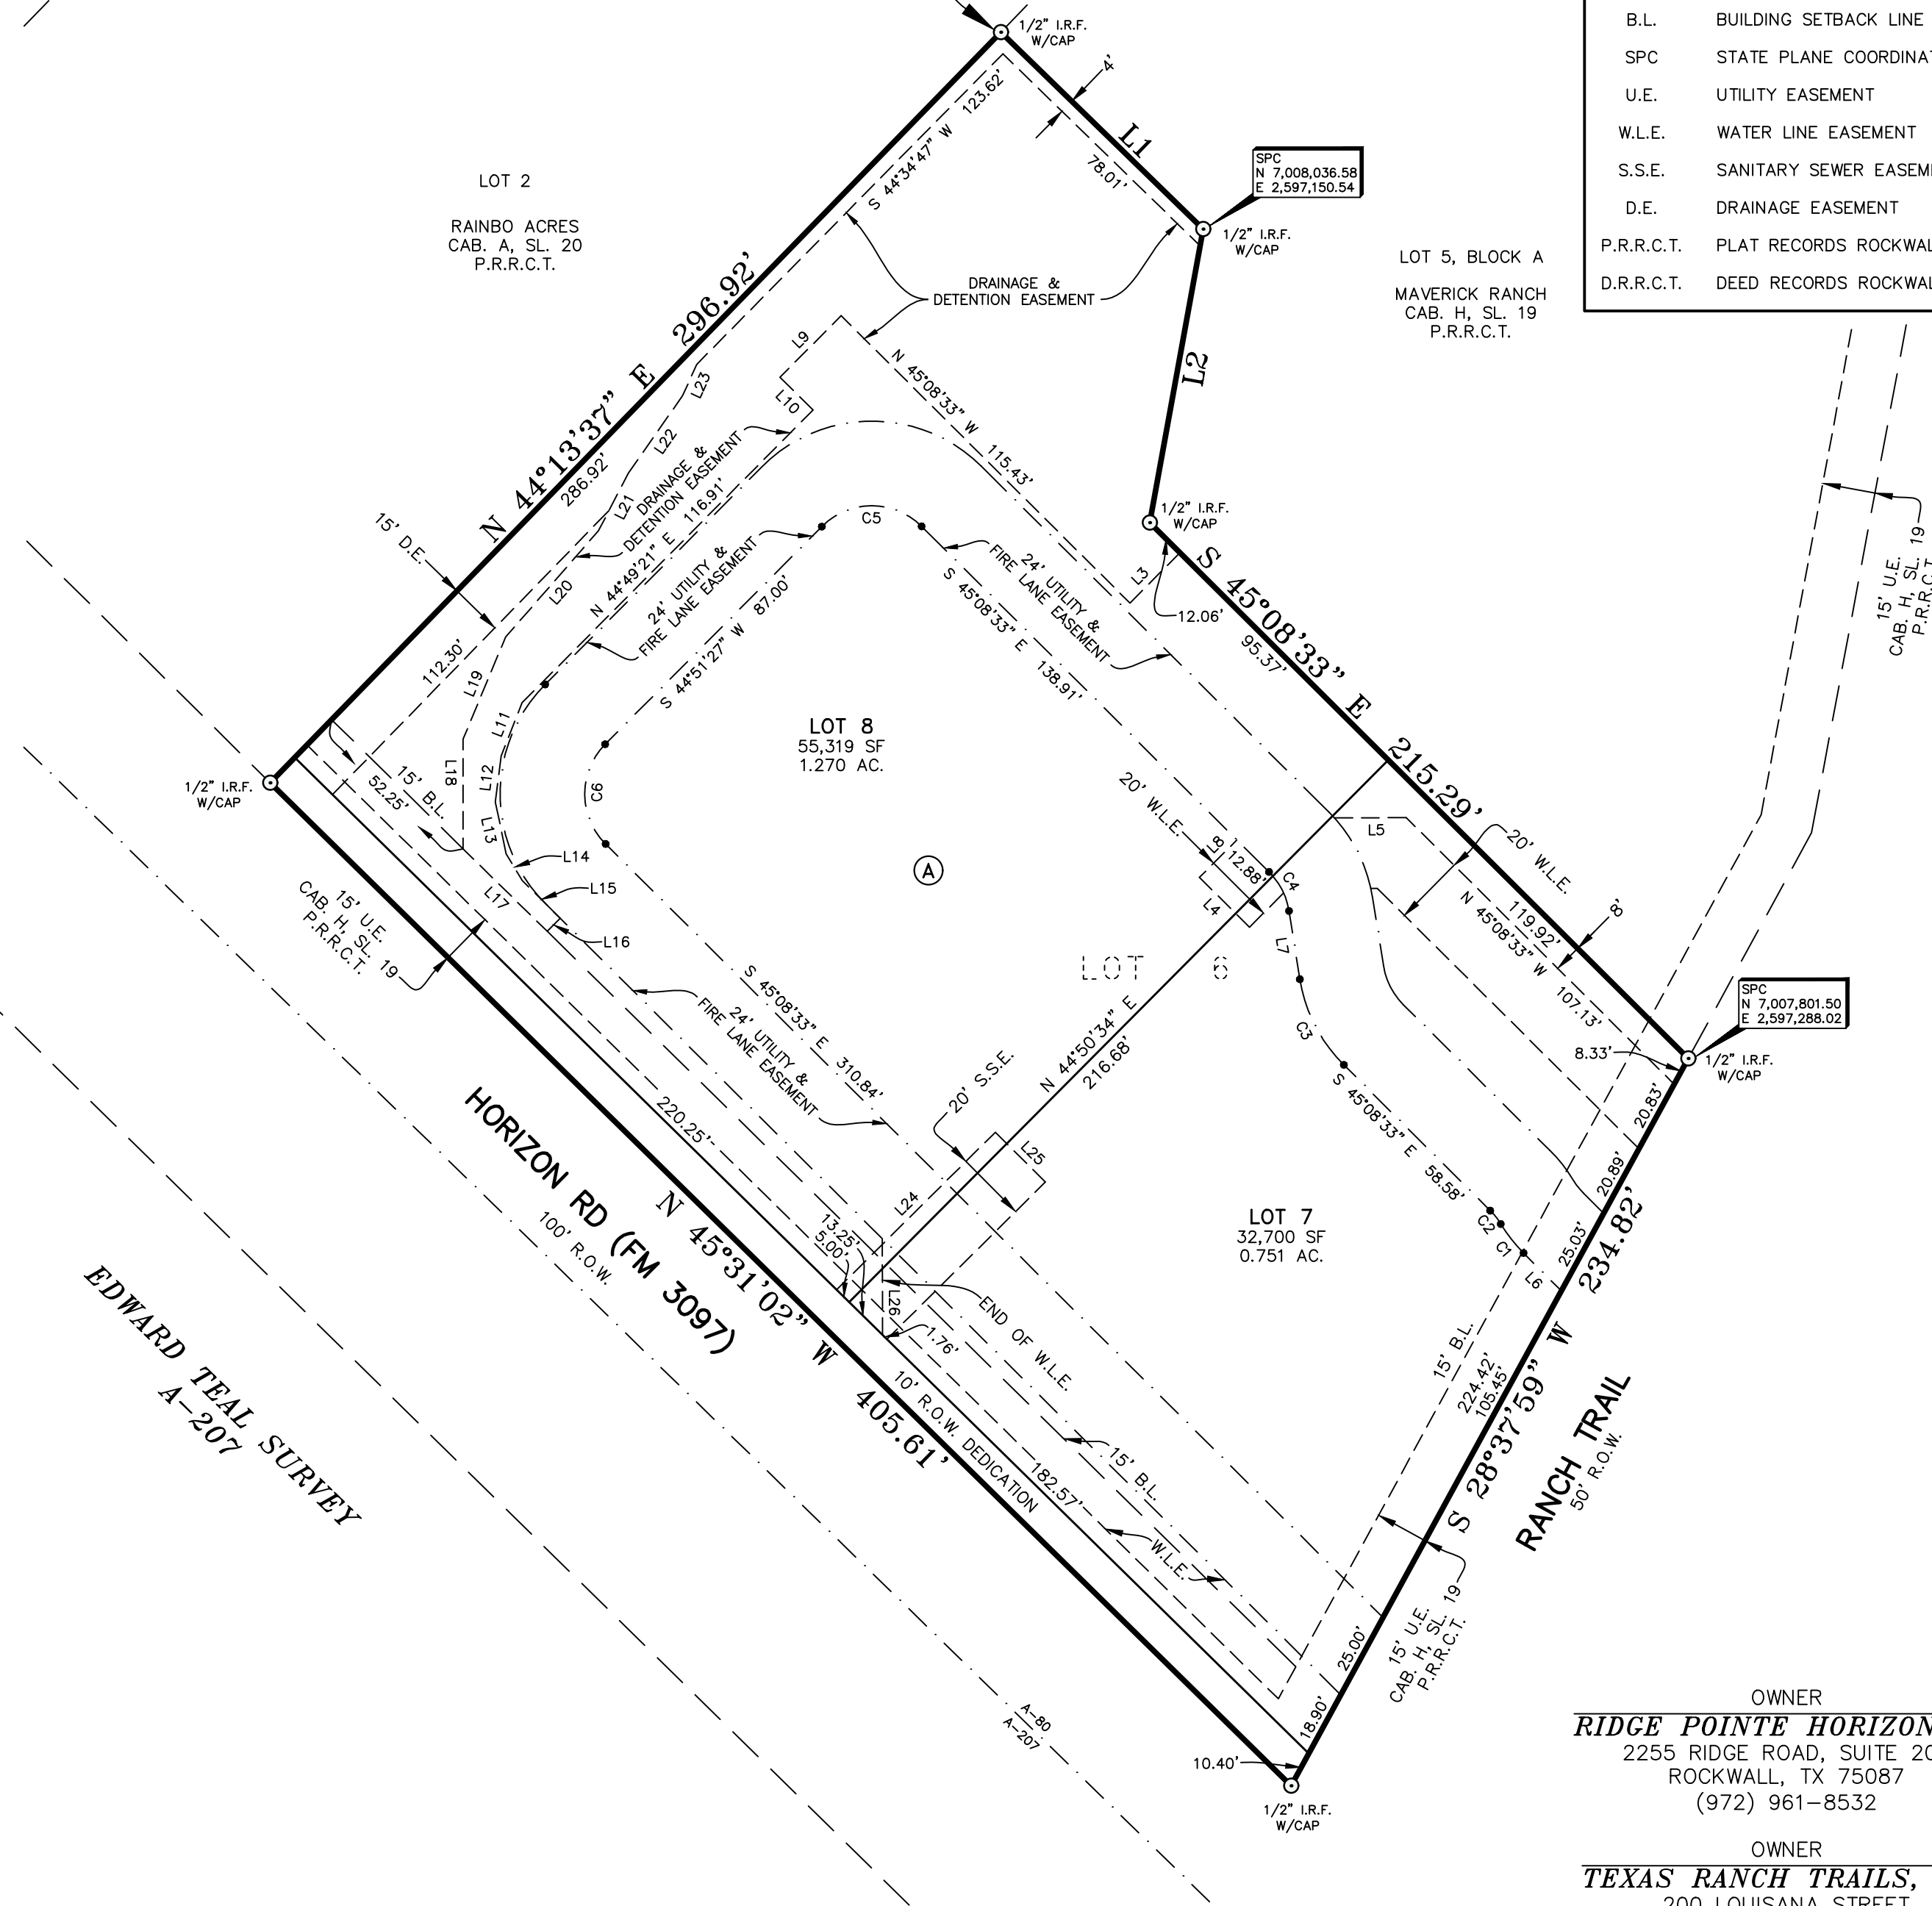 B.L. BUILDING SETBACK LINE
SPC STATE PLANE COORDINAT
U.E. UTILITY EASEMENT
W.L.E. WATER LINE EASEMENT
S.S.E. SANITARY SEWER EASEM
D.E. DRAINAGE EASEMENT
P.R.R.C.T. PLAT RECORDS ROCKWAL
D.R.R.C.T. DEED RECORDS ROCKWAL
1/2" I.R.F.
W/CAP
4'
L1
78.01'
S 44°34'47" W 123.62'
SPC
N 7,008,036.58
E 2,597,150.54
1/2" I.R.F.
W/CAP
LOT 2
RAINBO ACRES
CAB. A, SL. 20
P.R.R.C.T.
LOT 5, BLOCK A
MAVERICK RANCH
CAB. H, SL. 19
P.R.R.C.T.
DRAINAGE &
DETENTION EASEMENT
L2
N 44°13'37" E 296.92'
286.92'
L9
L10
L23
L22
L21
L20
L19
L18
N 45°08'33" W 115.43'
DRAINAGE &
DETENTION EASEMENT
N 44°49'21" E 116.91'
24' UTILITY &
FIRE LANE EASEMENT
S 44°51'27" W 87.00'
C5
24' UTILITY &
FIRE LANE EASEMENT
S 45°08'33" E 138.91'
L3
12.06'
1/2" I.R.F.
W/CAP
S 45°08'33" E 215.29'
95.37'
15' D.E.
112.30'
15' U.E.
CAB. H, SL. 19
P.R.R.C.T.
LOT 8
55,319 SF
1.270 AC.
1/2" I.R.F.
W/CAP
15' B.L.
52.25'
L11
L12
L13
L14
L15
L16
L17
C6
A
20' W.L.E.
L8
12.88'
L4
C4
L7
C3
L5
20' W.L.E.
119.92'
N 45°08'33" W 107.13'
8'
15' U.E.
CAB. H, SL. 19
P.R.R.C.T.
LOT 6
SPC
N 7,007,801.50
E 2,597,288.02
1/2" I.R.F.
W/CAP
8.33'
20.83'
20.89'
25.03'
S 45°08'33" E 310.84'
24' UTILITY &
FIRE LANE EASEMENT
20' S.S.E.
N 44°50'34" E
216.68'
S 45°08'33" E 58.58'
C2
C1
L6
L25
L24
L26
220.25'
13.25'
5.00'
1.76'
END OF W.L.E.
LOT 7
32,700 SF
0.751 AC.
HORIZON RD (FM 3097)
100' R.O.W.
N 45°31'02" W 405.61'
10' R.O.W. DEDICATION
182.57'
15' B.L.
W.L.E.
15' B.L.
224.42'
105.45'
S 28°37'59" W 234.82'
RANCH TRAIL
50' R.O.W.
15' U.E.
CAB. H, SL. 19
P.R.R.C.T.
25.00'
18.90'
10.40'
1/2" I.R.F.
W/CAP
EDWARD TEAL SURVEY
A-207
A-80
A-207
OWNER
RIDGE POINTE HORIZON
2255 RIDGE ROAD, SUITE 20
ROCKWALL, TX 75087
(972) 961-8532
OWNER
TEXAS RANCH TRAILS,
200 LOUISANA STREET